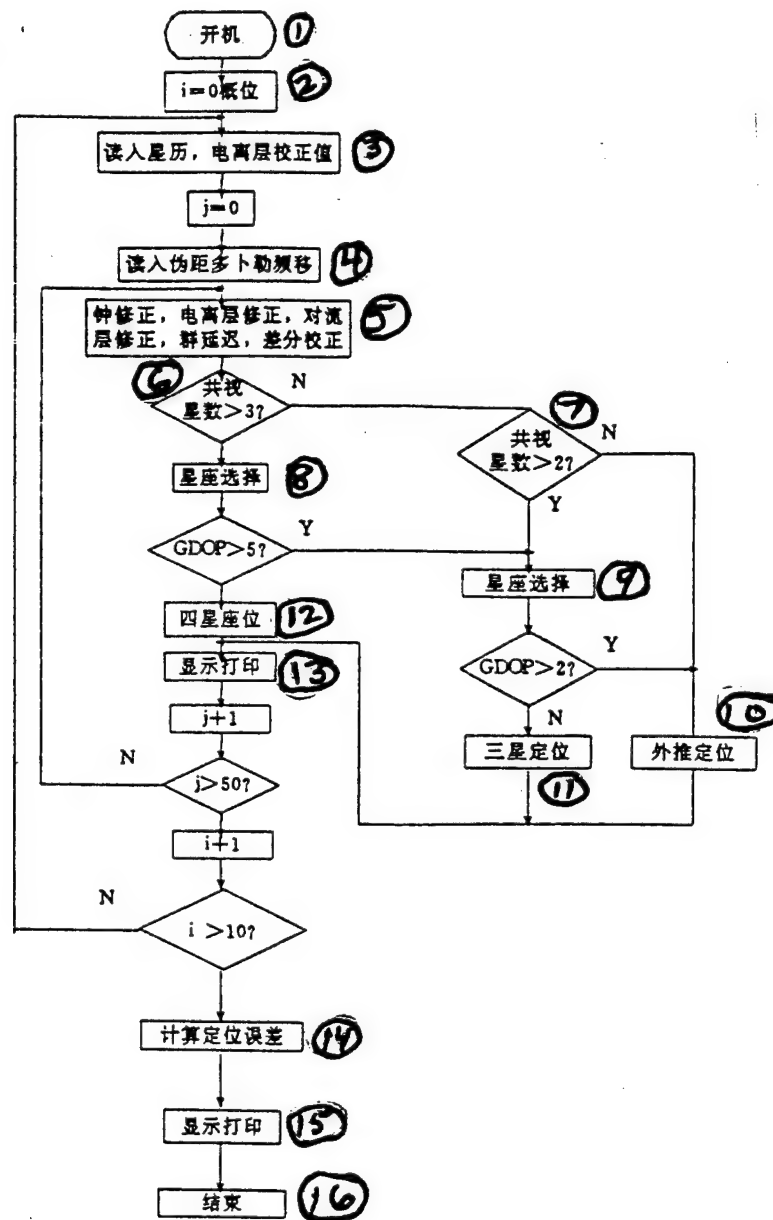 开机
①
i=0概位
②
读入星历，电离层校正值
③
j=0
读入伪距多卜勒频移
④
钟修正，电离层修正，对流
层修正，群延迟，差分校正
⑤
⑥
共视
星数>3?
N
⑦
共视
星数>2?
N
Y
星座选择
⑧
GDOP>5?
Y
星座选择
⑨
四星座位
⑫
GDOP>2?
Y
N
显示打印
⑬
三星定位
⑪
外推定位
⑩
j+1
j>50?
N
i+1
i>10?
N
计算定位误差
⑭
显示打印
⑮
结束
⑯